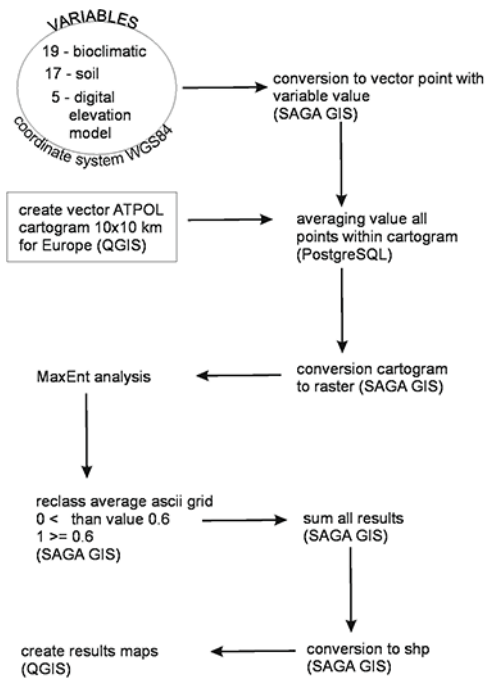 VARIABLES
19 - bioclimatic
17 - soil
5 - digital
elevation
model
coordinate system WGS84
conversion to vector point with
variable value
(SAGA GIS)
create vector ATPOL
cartogram 10x10 km
for Europe (QGIS)
averaging value all
points within cartogram
(PostgreSQL)
MaxEnt analysis
conversion cartogram
to raster (SAGA GIS)
reclass average ascii grid
0 < than value 0.6
1 >= 0.6
(SAGA GIS)
sum all results
(SAGA GIS)
create results maps
(QGIS)
conversion to shp
(SAGA GIS)